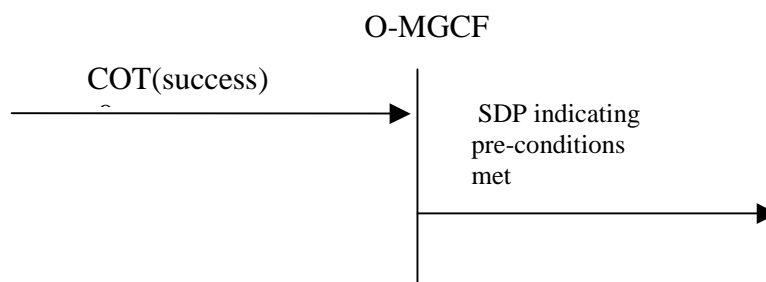 O-MGCF
COT(success)
SDP indicating
pre-conditions
met